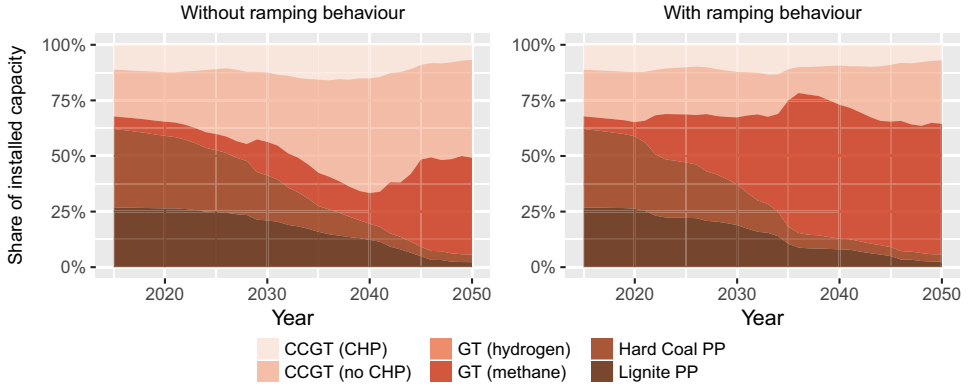 Without ramping behaviour
With ramping behaviour
Share of installed capacity
100%
75%
50%
25%
0%
100%
75%
50%
25%
0%
2020 2030 2040 2050
2020 2030 2040 2050
Year
Year
CCGT (CHP) GT (hydrogen) Hard Coal PP
CCGT (no CHP) GT (methane) Lignite PP